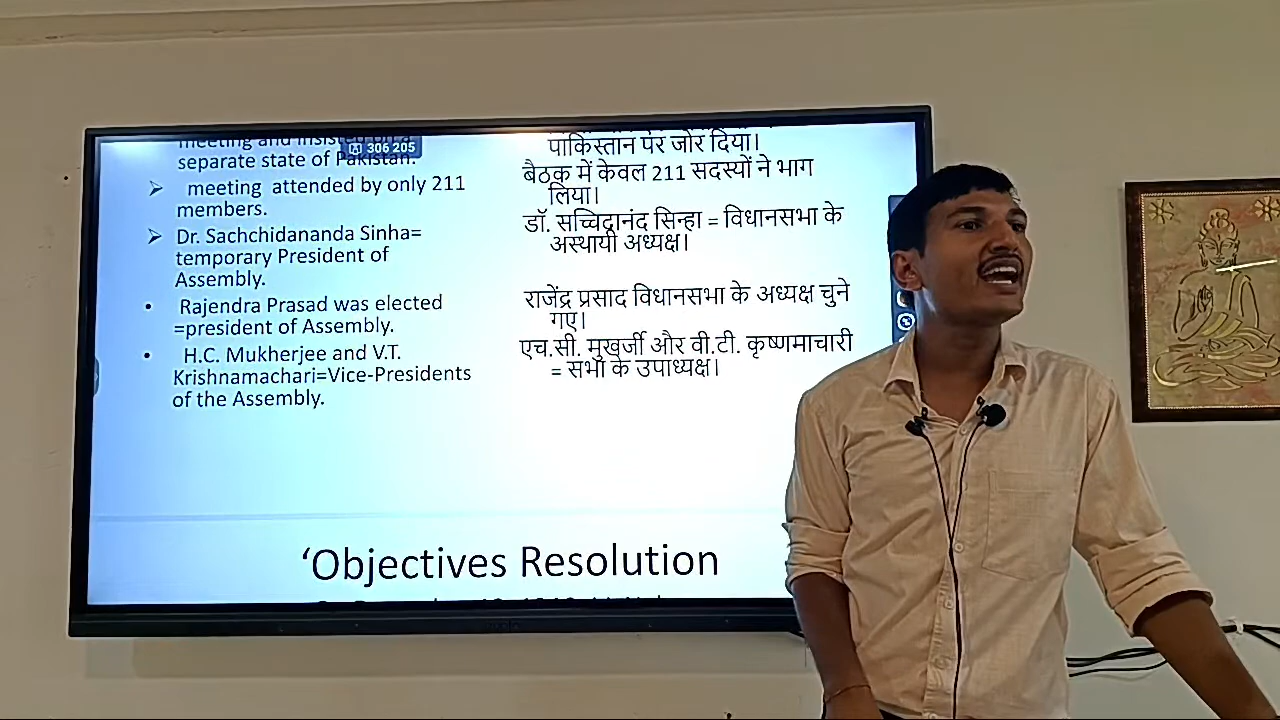 meeting and insisted on a
separate state of Pakistan.
306 205
➢ meeting attended by only 211
members.
➢ Dr. Sachchidananda Sinha=
temporary President of
Assembly.
• Rajendra Prasad was elected
=president of Assembly.
• H.C. Mukherjee and V.T.
Krishnamachari=Vice-Presidents
of the Assembly.
पाकिस्तान पर जोर दिया।
बैठक में केवल 211 सदस्यों ने भाग
लिया।
डॉ. सच्चिदानंद सिन्हा = विधानसभा के
अस्थायी अध्यक्ष।
राजेंद्र प्रसाद विधानसभा के अध्यक्ष चुने
गए।
एच.सी. मुखर्जी और वी.टी. कृष्णमाचारी
= सभा के उपाध्यक्ष।
‘Objectives Resolution